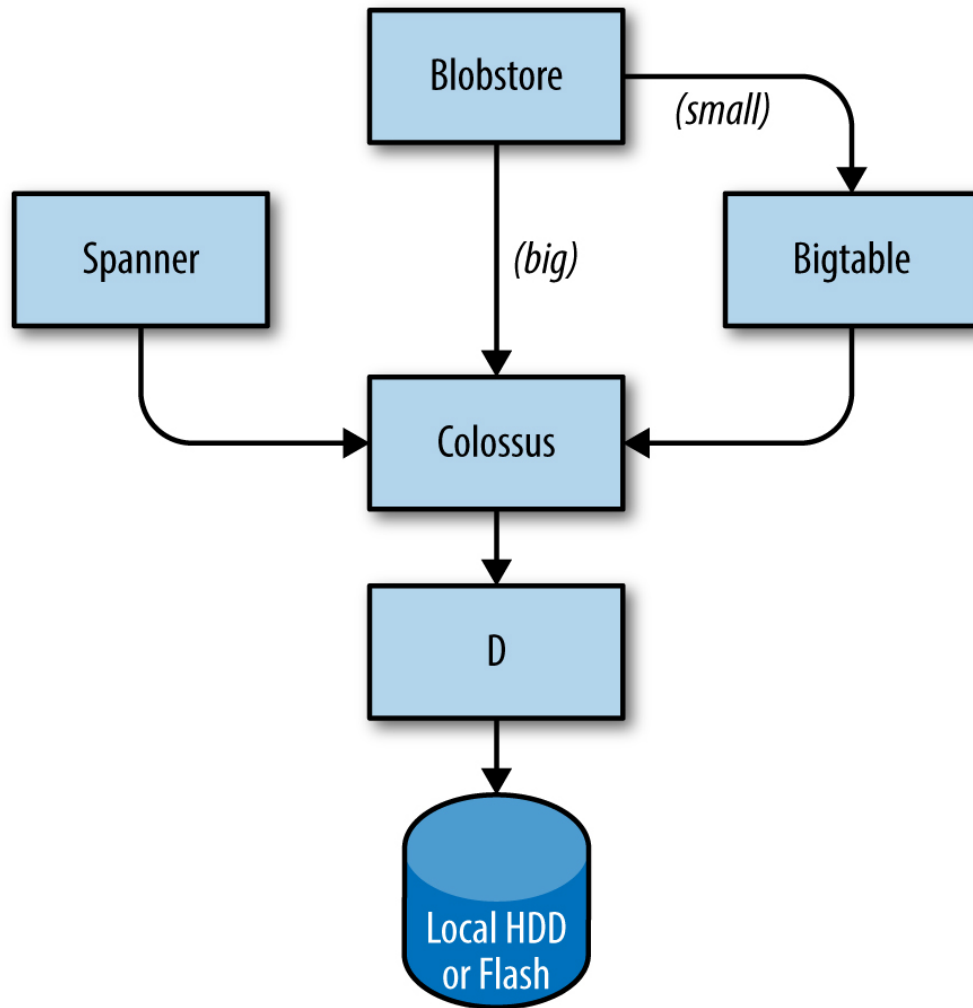 Blobstore
(small)
Spanner
(big)
Bigtable
Colossus
D
Local HDD
or Flash